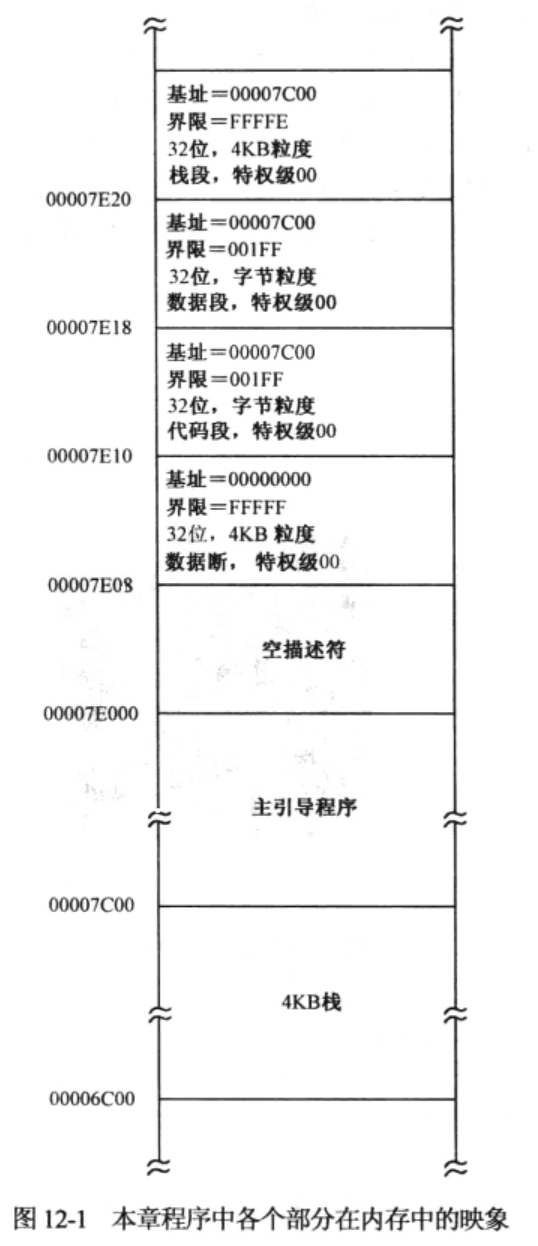 基址=00007C00
界限=FFFFE
32位，4KB粒度
栈段，特权级00
00007E20
基址=00007C00
界限=001FF
32位，字节粒度
数据段，特权级00
00007E18
基址=00007C00
界限=001FF
32位，字节粒度
代码段，特权级00
00007E10
基址=00000000
界限=FFFFF
32位，4KB 粒度
数据断， 特权级00
00007E08
空描述符
00007E000
主引导程序
00007C00
4KB栈
00006C00
图 12-1 本章程序中各个部分在内存中的映象